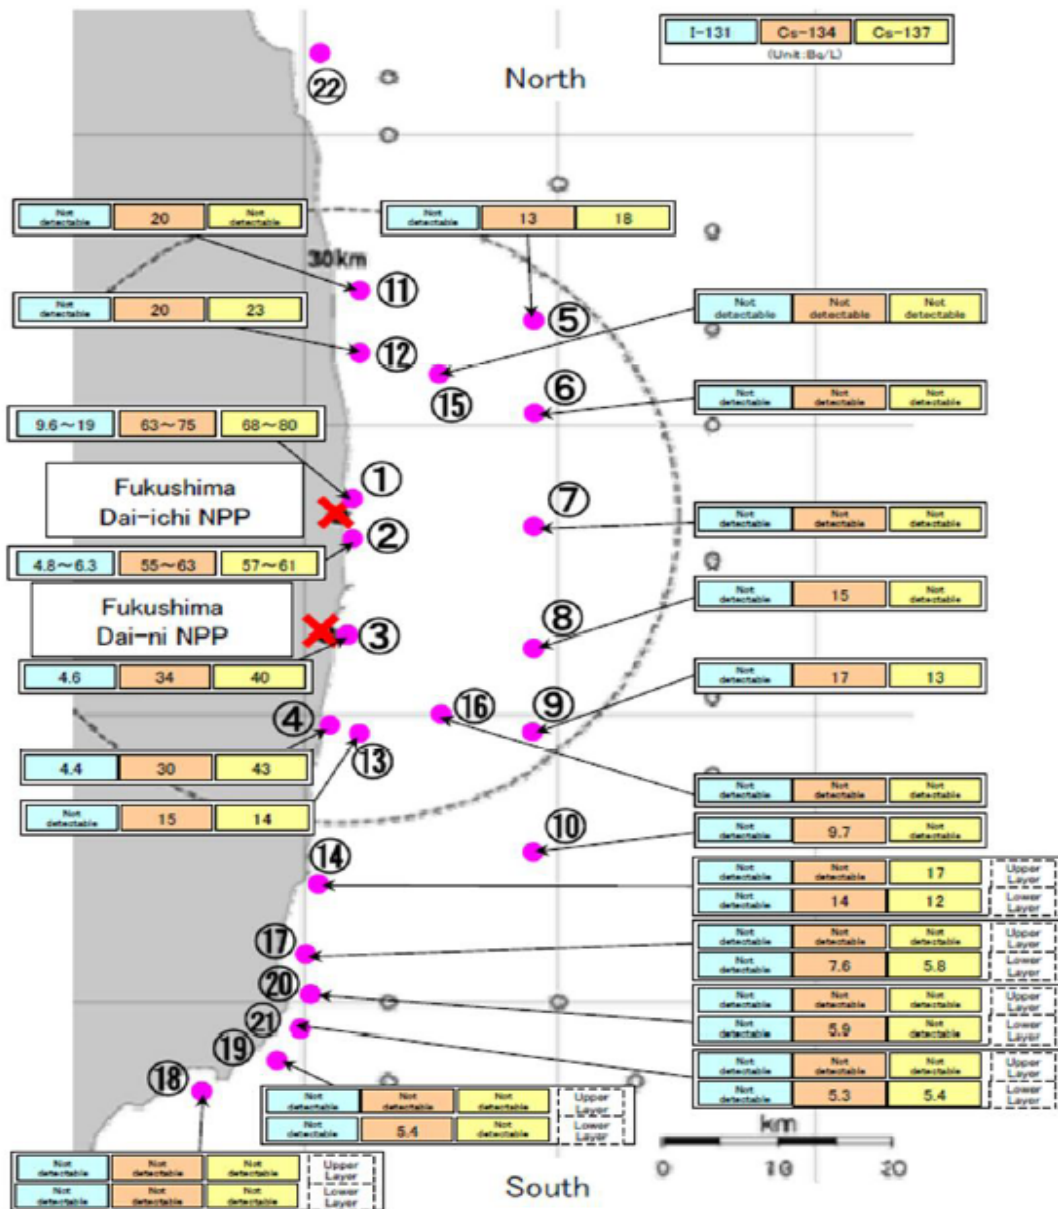 I-131 Cs-134 Cs-137
(Unit:Bq/L)
North
㉒
Not detectable 20 Not detectable
Not detectable 13 18
30km
⑪
⑤
Not detectable 20 23
Not detectable Not detectable Not detectable
⑫
⑮
⑥
Not detectable Not detectable Not detectable
9.6~19 63~75 68~80
①
⑦
Fukushima
Dai-ichi NPP
Not detectable Not detectable Not detectable
②
4.8~6.3 55~63 57~61
Not detectable 15 Not detectable
Fukushima
Dai-ni NPP
③
⑧
4.6 34 40
Not detectable 17 13
④
⑯
⑨
⑬
4.4 30 43
Not detectable Not detectable Not detectable
Not detectable 15 14
⑩
Not detectable 9.7 Not detectable
⑭
Not detectable Not detectable 17 Upper Layer
Not detectable 14 12 Lower Layer
⑰
Not detectable Not detectable Not detectable Upper Layer
Not detectable 7.6 5.8 Lower Layer
⑳
Not detectable Not detectable Not detectable Upper Layer
Not detectable 5.9 Not detectable Lower Layer
㉑
⑲
Not detectable Not detectable Not detectable Upper Layer
Not detectable 5.3 5.4 Lower Layer
⑱
Not detectable Not detectable Not detectable Upper Layer
Not detectable 5.4 Not detectable Lower Layer
km
0 10 20
Not detectable Not detectable Not detectable Upper Layer
Not detectable Not detectable Not detectable Lower Layer
South